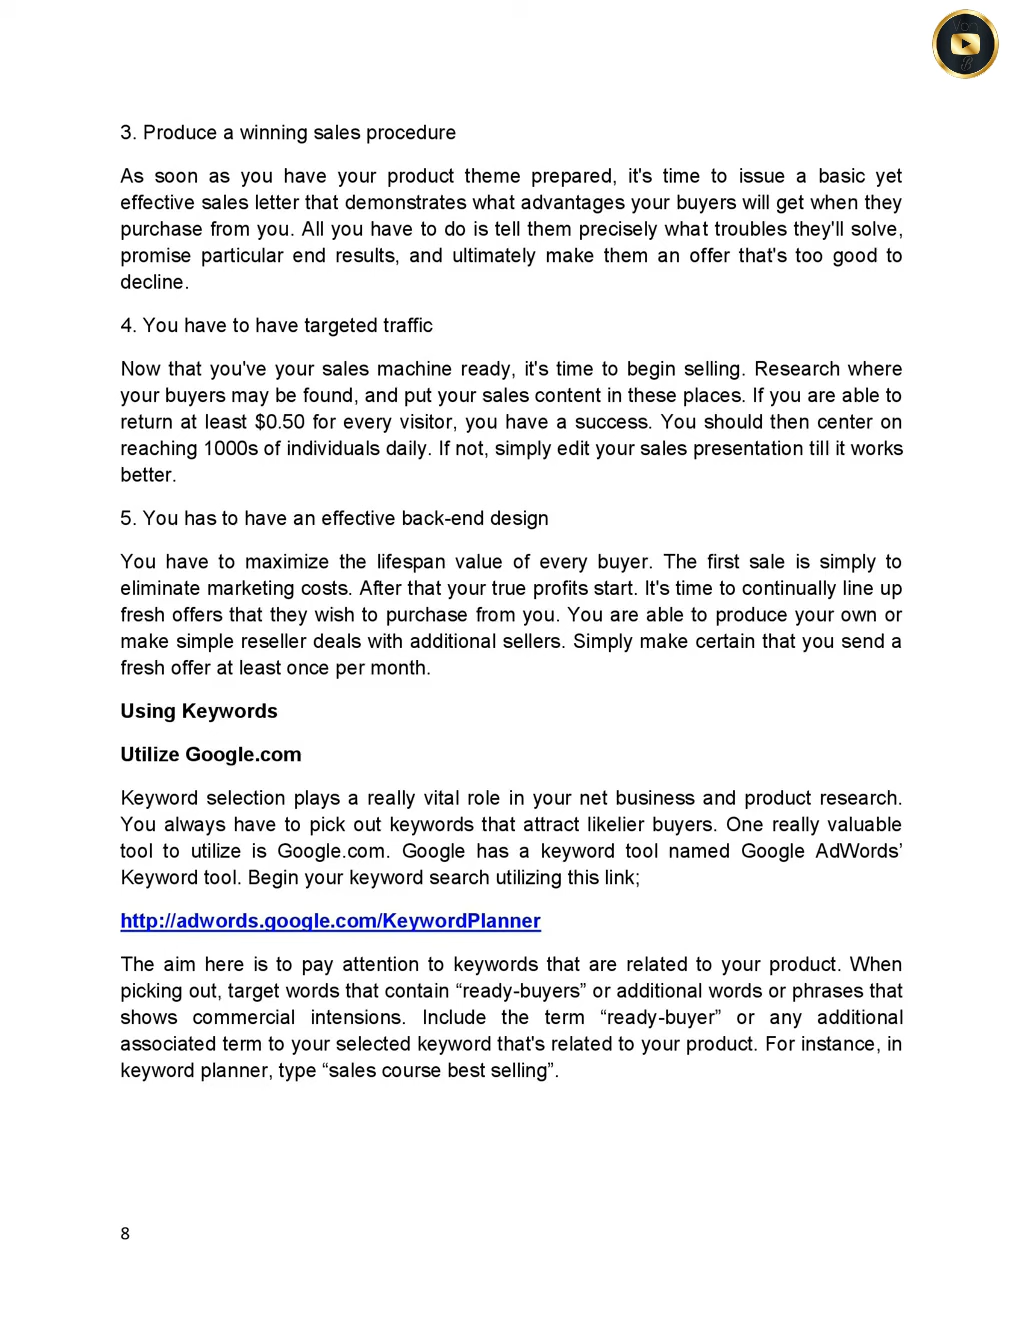 3. Produce a winning sales procedure
As soon as you have your product theme prepared, it's time to issue a basic yet
effective sales letter that demonstrates what advantages your buyers will get when they
purchase from you. All you have to do is tell them precisely what troubles they'll solve,
promise particular end results, and ultimately make them an offer that's too good to
decline.
4. You have to have targeted traffic
Now that you've your sales machine ready, it's time to begin selling. Research where
your buyers may be found, and put your sales content in these places. If you are able to
return at least $0.50 for every visitor, you have a success. You should then center on
reaching 1000s of individuals daily. If not, simply edit your sales presentation till it works
better.
5. You has to have an effective back-end design
You have to maximize the lifespan value of every buyer. The first sale is simply to
eliminate marketing costs. After that your true profits start. It's time to continually line up
fresh offers that they wish to purchase from you. You are able to produce your own or
make simple reseller deals with additional sellers. Simply make certain that you send a
fresh offer at least once per month.
Using Keywords
Utilize Google.com
Keyword selection plays a really vital role in your net business and product research.
You always have to pick out keywords that attract likelier buyers. One really valuable
tool to utilize is Google.com. Google has a keyword tool named Google AdWords’
Keyword tool. Begin your keyword search utilizing this link;
http://adwords.google.com/KeywordPlanner
The aim here is to pay attention to keywords that are related to your product. When
picking out, target words that contain “ready-buyers” or additional words or phrases that
shows commercial intensions. Include the term “ready-buyer” or any additional
associated term to your selected keyword that's related to your product. For instance, in
keyword planner, type “sales course best selling”.
8